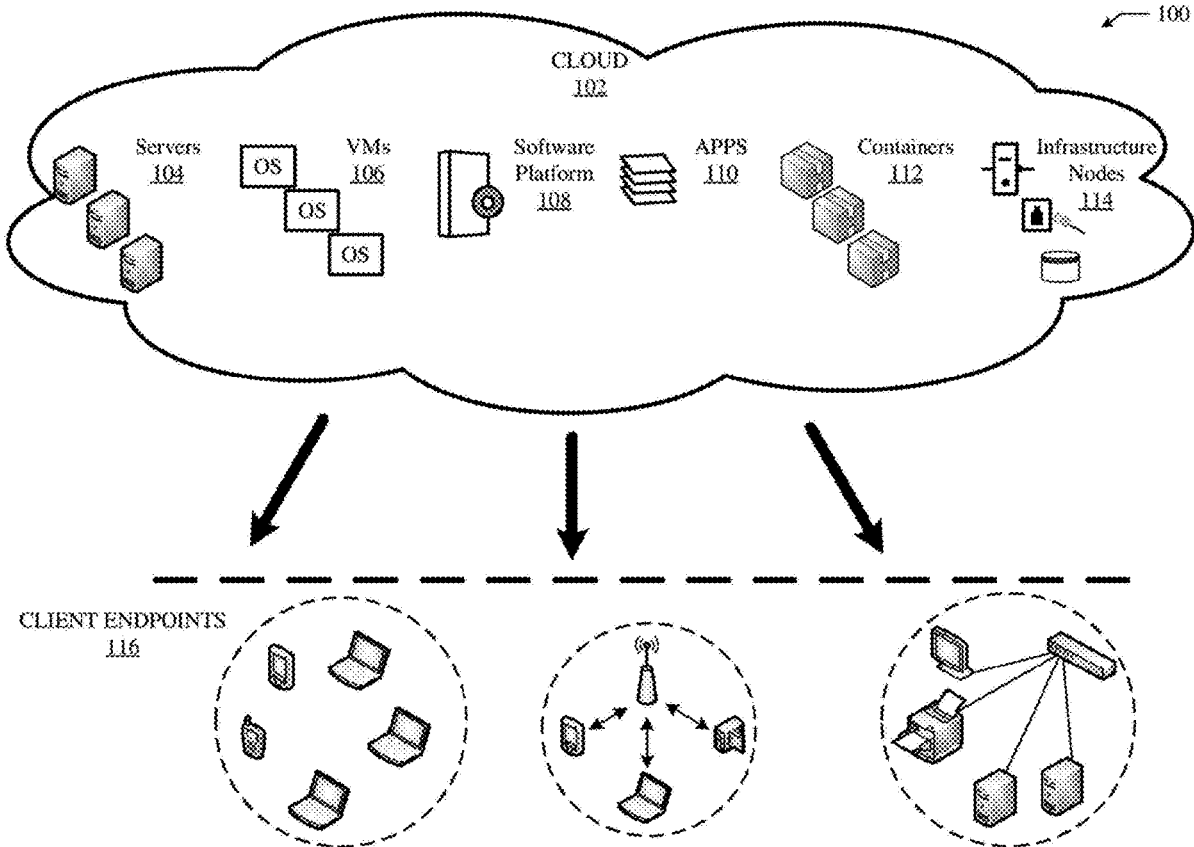 100
CLOUD
102
Servers
104
VMs
106
Software
Platform
108
APPS
110
Containers
112
Infrastructure
Nodes
114
OS
OS
OS
CLIENT ENDPOINTS
116